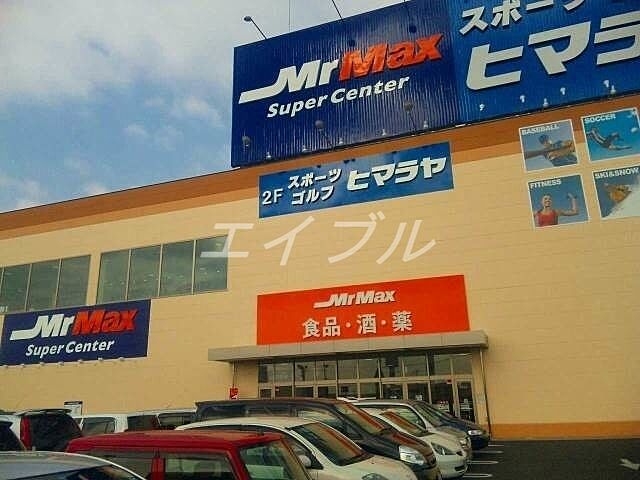 MrMax
Super Center
スポーツ
ヒマラヤ
2F スポーツ
ゴルフ ヒマラヤ
BASEBALL
SOCCER
FITNESS
SKI&SNOW
エイブル
MrMax
食品・酒・薬
MrMax
Super Center